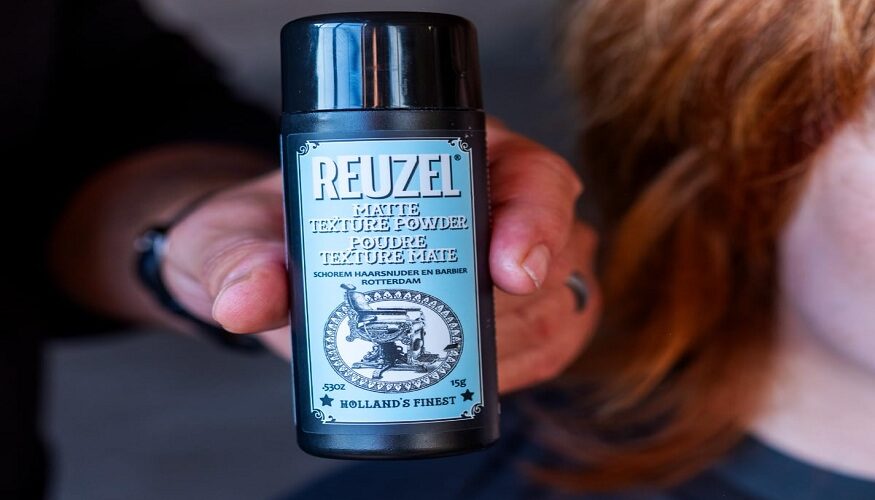 REUZEL®
MATTE
TEXTURE POWDER
POUDRE
TEXTURE MATE
SCHOREM HAARSNIJDER EN BARBIER
ROTTERDAM
.53OZ 15g
HOLLAND'S FINEST